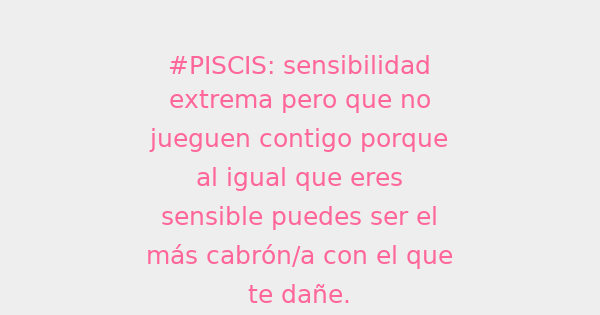 #PISCIS: sensibilidad
extrema pero que no
jueguen contigo porque
al igual que eres
sensible puedes ser el
más cabrón/a con el que
te dañe.